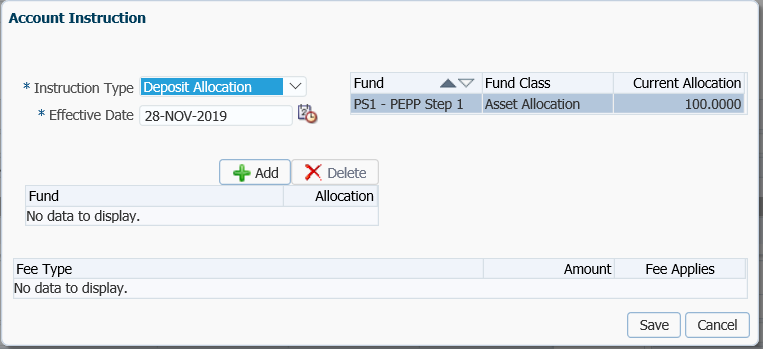 Account Instruction
* Instruction Type Deposit Allocation
* Effective Date 28-NOV-2019
Fund Fund Class Current Allocation
PS1 - PEPP Step 1 Asset Allocation 100.0000
Add Delete
Fund Allocation
No data to display.
Fee Type Amount Fee Applies
No data to display.
Save Cancel